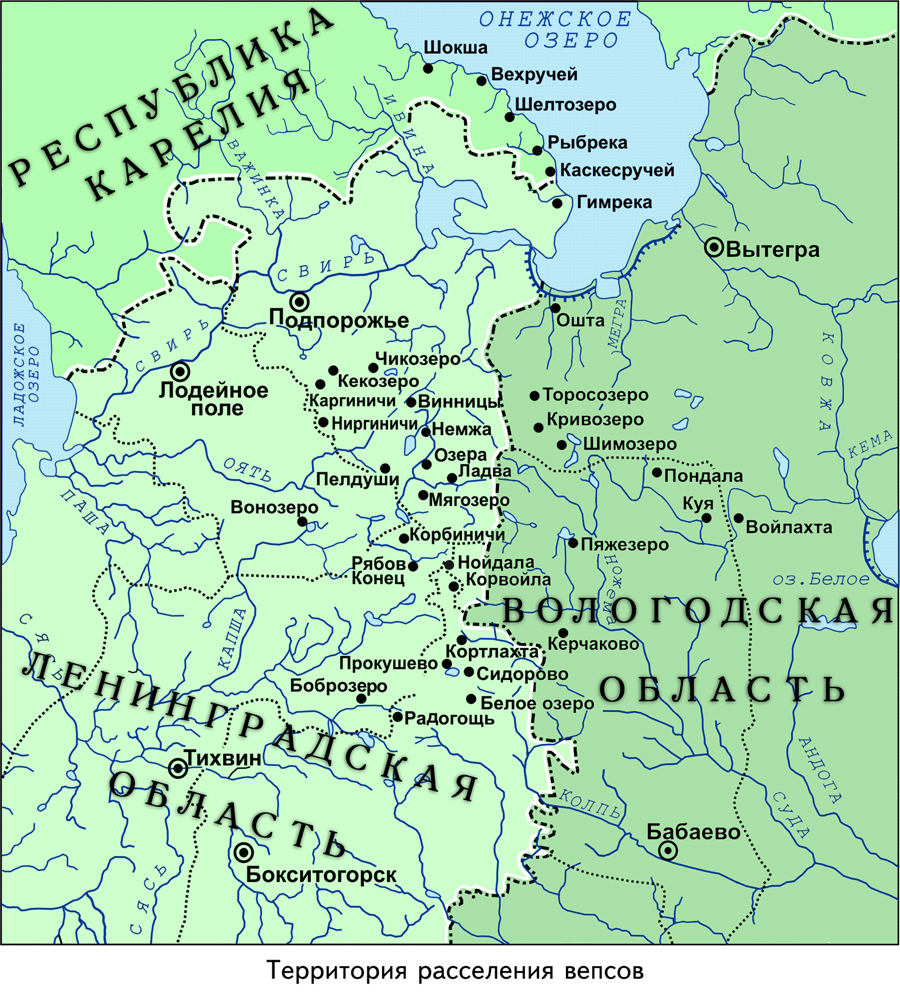 ОНЕЖСКОЕ
ОЗЕРО
РЕСПУБЛИКА
КАРЕЛИЯ
Шокша
Вехручей
Шелтозеро
Рыбрека
Каскесручей
Гимрека
ИВИНА
ВАЖИНКА
Вытегра
СВИРЬ
Подпорожье
Ошта
МЕГРА
ЛАДОЖСКОЕ
ОЗЕРО
СВИРЬ
Лодейное
поле
Чикозеро
Кекозеро
Каргиничи
Винницы
Ниргиничи
Немжа
Торосозеро
Кривозеро
Шимозеро
КОВЖА
КЕМА
Озера
Ладва
Пелдуши
Мягозеро
ОЯТЬ
ПАША
Вонозеро
Корбиничи
Пондала
Куя
Войлахта
Пяжезеро
Рябов
Конец
Нойдала
Корвойла
НОЖЕМА
оз.Белое
ВОЛОГОДСКАЯ
ОБЛАСТЬ
КАПША
СЯСЬ
Кортлахта
Керчаково
Прокушево
Сидорово
Боброзеро
Белое озеро
Радогощь
ЛЕНИНГРАДСКАЯ
ОБЛАСТЬ
Тихвин
АНДОГА
СУДА
КОЛПЬ
Бабаево
Бокситогорск
СЯСЬ
Территория расселения вепсов